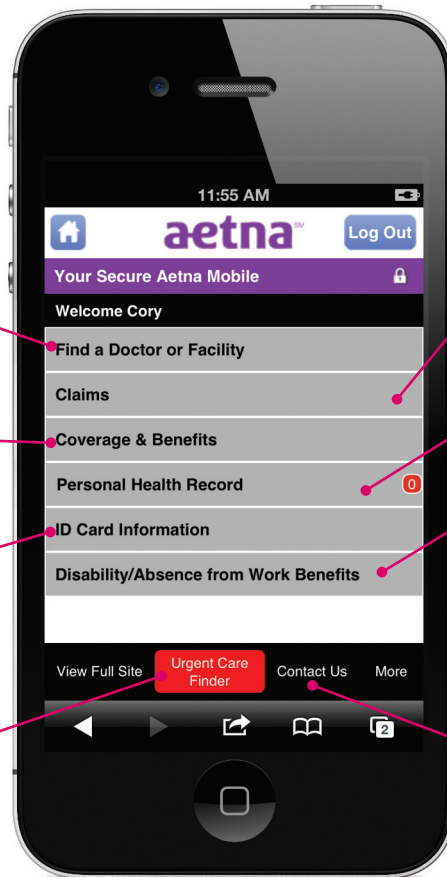 11:55 AM
aetna℠
Log Out
Your Secure Aetna Mobile
Welcome Cory
Find a Doctor or Facility
Claims
Coverage & Benefits
Personal Health Record
0
ID Card Information
Disability/Absence from Work Benefits
View Full Site
Urgent Care
Finder
Contact Us
More
2